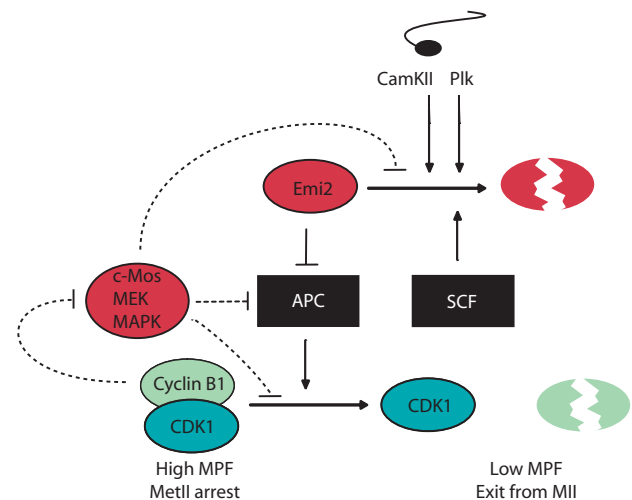 CamKII Plk
Emi2
c-Mos
MEK
MAPK
APC
SCF
Cyclin B1
CDK1
CDK1
High MPF
MetII arrest
Low MPF
Exit from MII